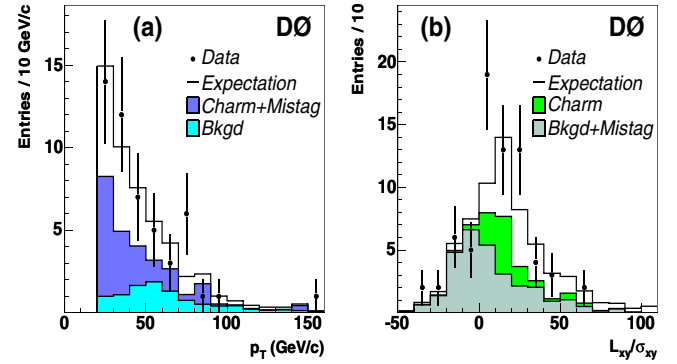 (a) DØ
Data
Expectation
Charm+Mistag
Bkgd
Entries / 10 GeV/c
15
10
5
0 50 100 150
p_T (GeV/c)
(b) DØ
Data
Expectation
Charm
Bkgd+Mistag
Entries / 10
20
15
10
5
-50 0 50 100
L_xy/σ_xy